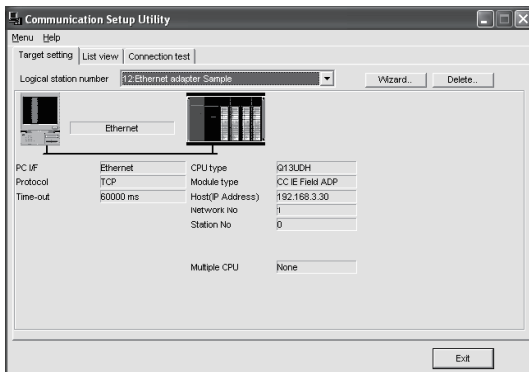 Communication Setup Utility
Menu Help
Target setting List view Connection test
Logical station number 12:Ethernet adapter Sample Wizard.. Delete..
Ethernet
PC I/F Ethernet CPU type Q13UDH
Protocol TCP Module type CC IE Field ADP
Time-out 60000 ms Host(IP Address) 192.168.3.30
Network No 1
Station No 0
Multiple CPU None
Exit